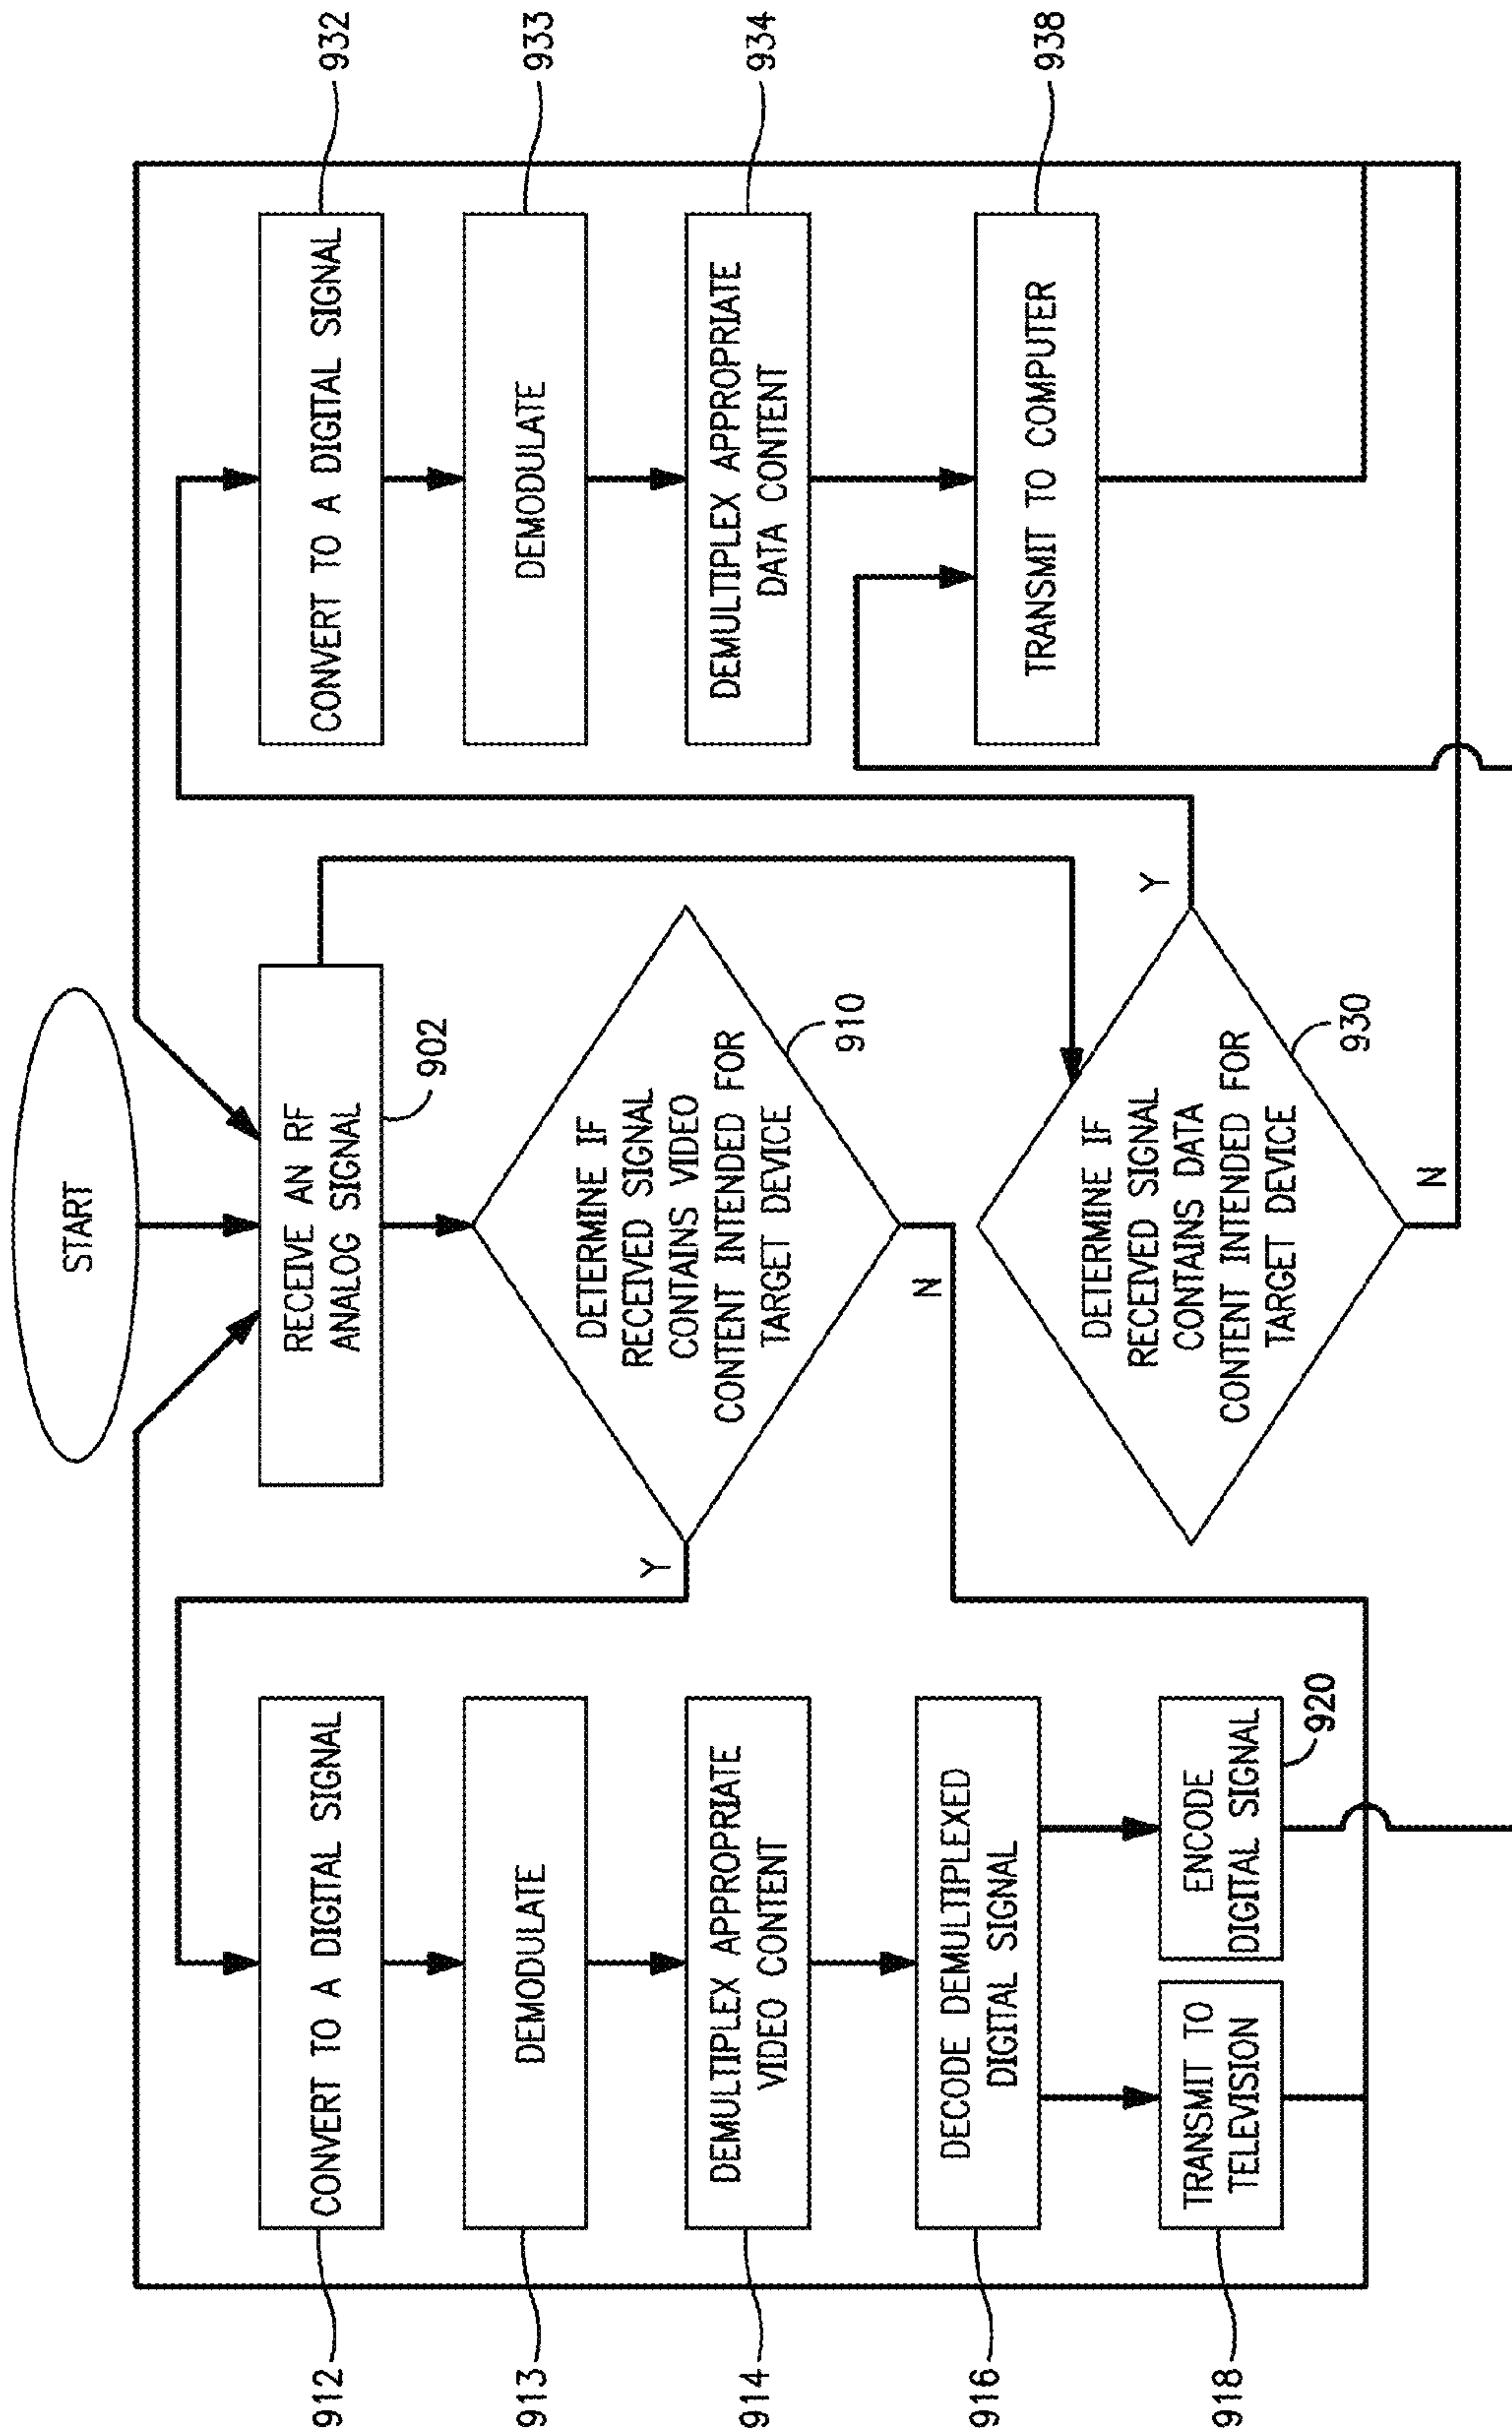 START
RECEIVE AN RF
ANALOG SIGNAL
902
DETERMINE IF
RECEIVED SIGNAL
CONTAINS VIDEO
CONTENT INTENDED FOR
TARGET DEVICE
910
Y
N
CONVERT TO A DIGITAL SIGNAL
912
DEMODULATE
913
DEMULTIPLEX APPROPRIATE
VIDEO CONTENT
914
DECODE DEMULTIPLEXED
DIGITAL SIGNAL
916
TRANSMIT TO
TELEVISION
918
ENCODE
DIGITAL SIGNAL
920
DETERMINE IF
RECEIVED SIGNAL
CONTAINS DATA
CONTENT INTENDED FOR
TARGET DEVICE
930
Y
N
CONVERT TO A DIGITAL SIGNAL
932
DEMODULATE
933
DEMULTIPLEX APPROPRIATE
DATA CONTENT
934
TRANSMIT TO COMPUTER
938